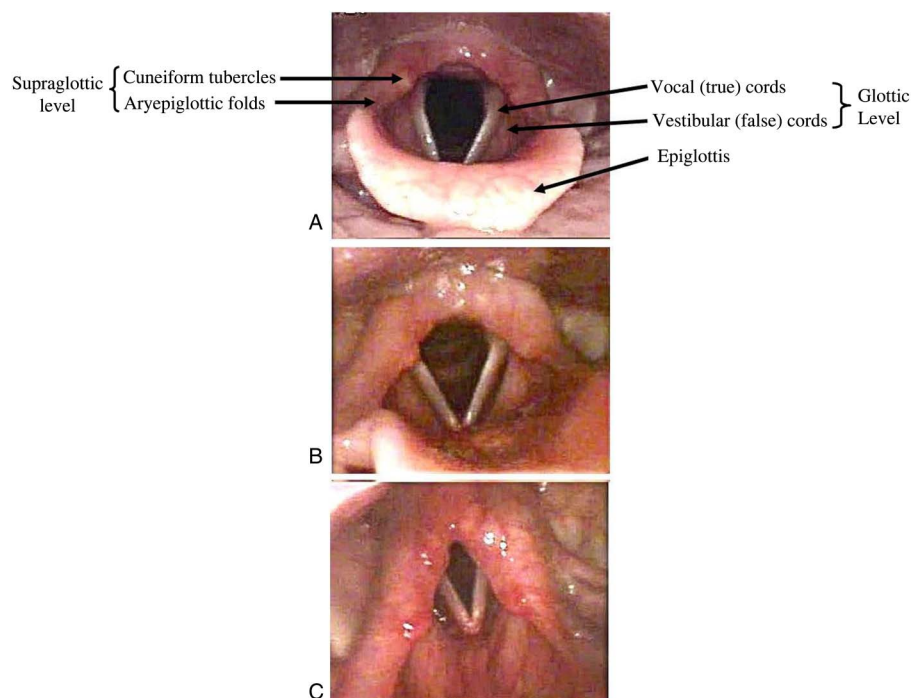 Supraglottic
level
Cuneiform tubercles
Aryepiglottic folds
Vocal (true) cords
Vestibular (false) cords
Glottic
Level
Epiglottis
A
B
C